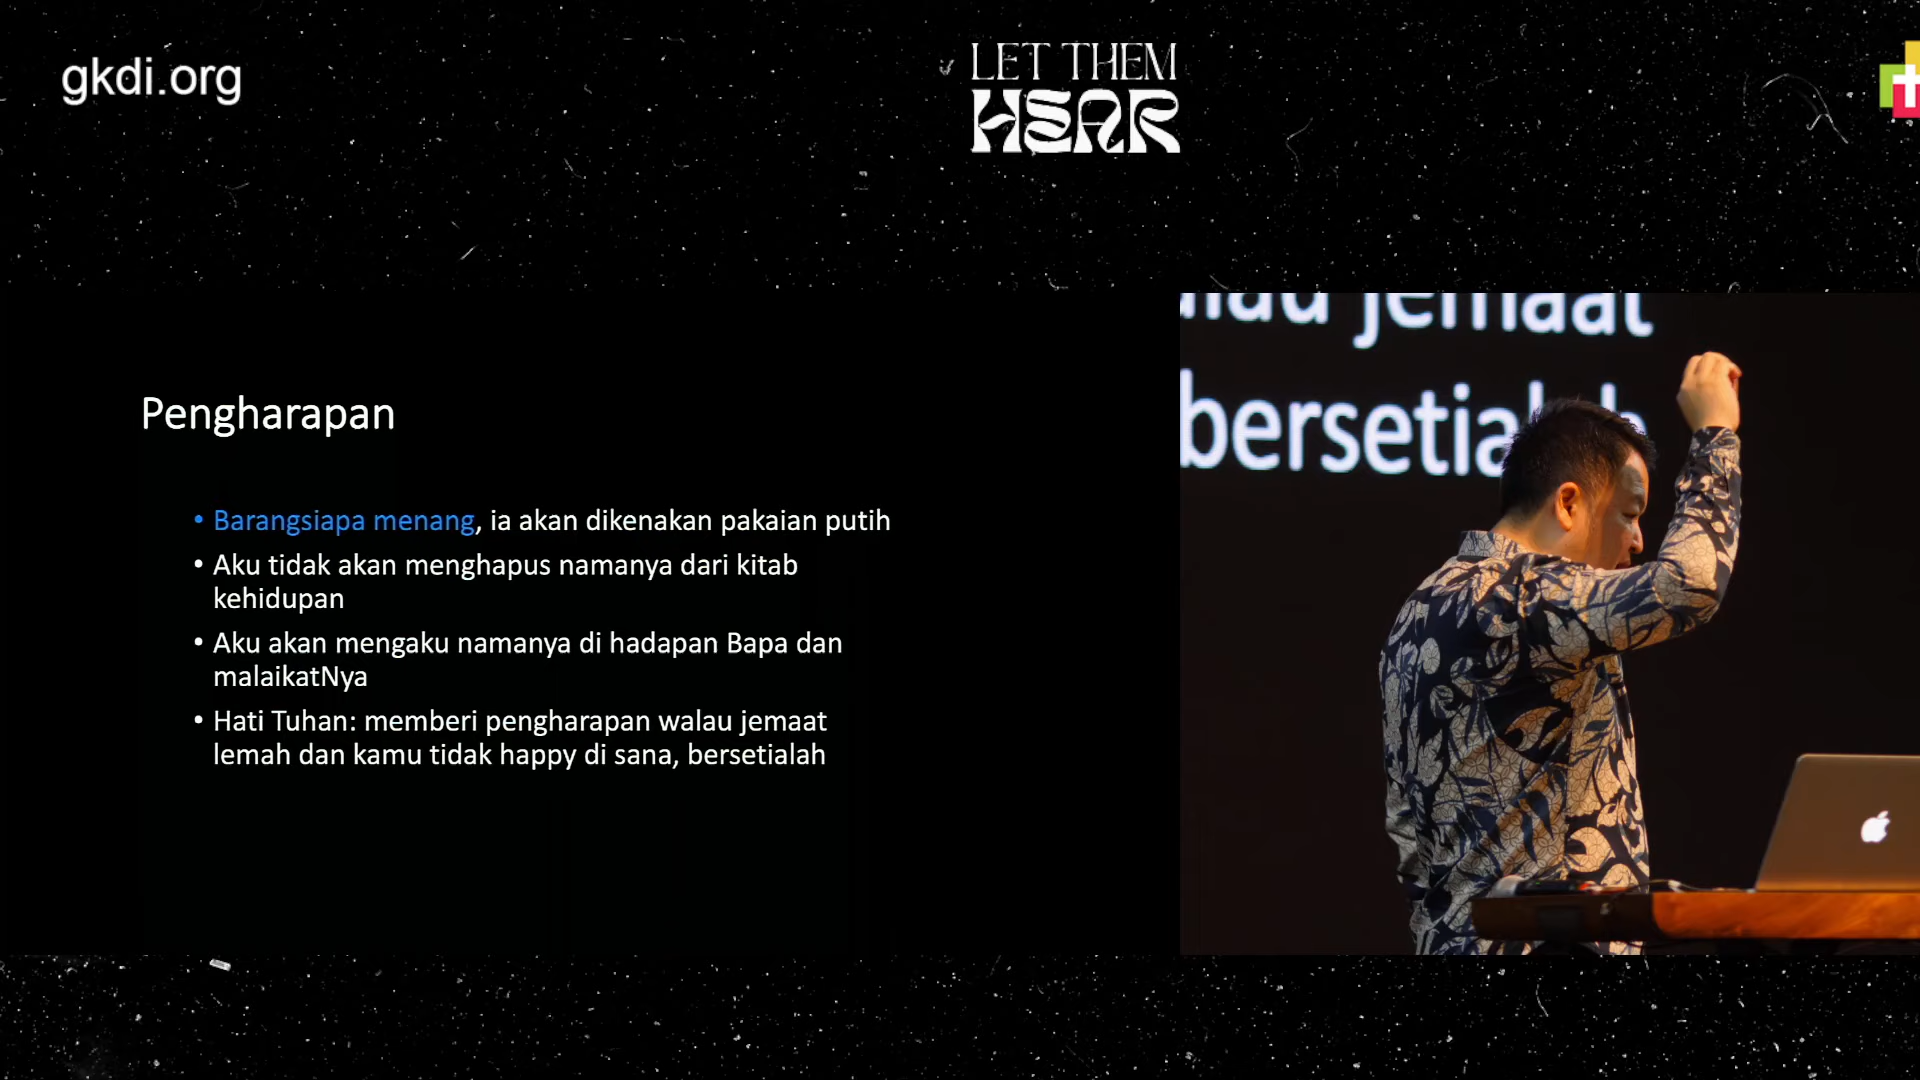 gkdi.org
LET THEM
HEAR
Pengharapan
• Barangsiapa menang, ia akan dikenakan pakaian putih
• Aku tidak akan menghapus namanya dari kitab
kehidupan
• Aku akan mengaku namanya di hadapan Bapa dan
malaikatNya
• Hati Tuhan: memberi pengharapan walau jemaat
lemah dan kamu tidak happy di sana, bersetialah
jemaat
bersetialah